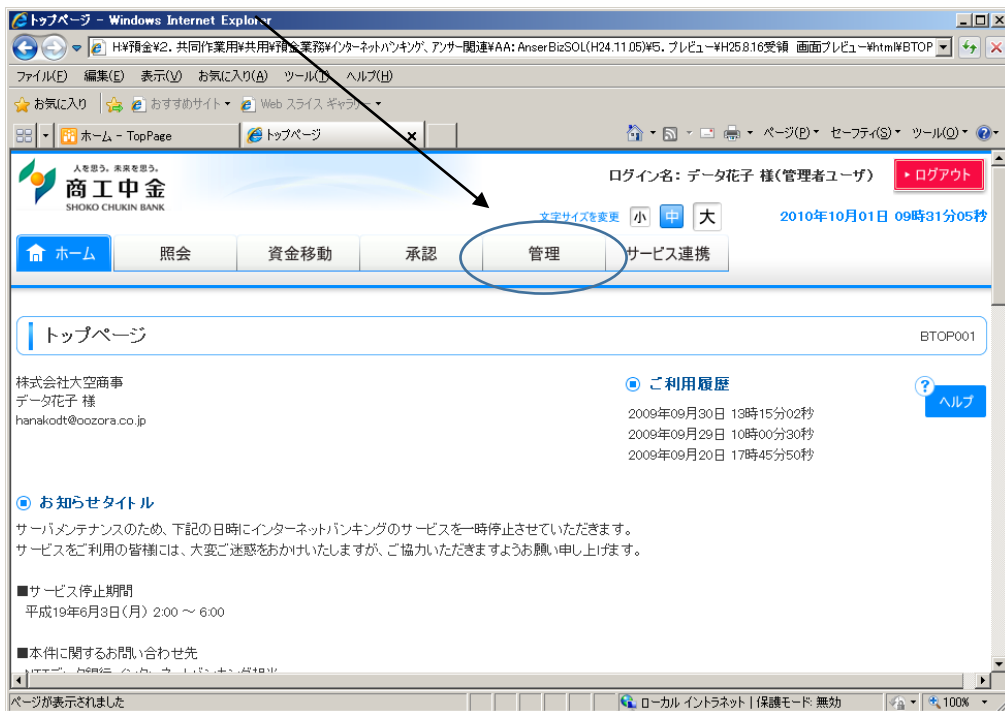 トップページ - Windows Internet Explorer
H:¥預金¥2. 共同作業用¥共用¥預金業務¥インターネットバンキング、アンサー関連¥AA: AnserBizSOL(H24.11.05)¥5. プレビュー¥H25.8.16受領 画面プレビュー¥html¥BTOP
ファイル(F) 編集(E) 表示(V) お気に入り(A) ツール(T) ヘルプ(H)
お気に入り おすすめサイト Web スライス ギャラリー
ホーム - TopPage トップページ x ページ(P) セーフティ(S) ツール(O)
人を思う。未来を思う。
商工中金
SHOKO CHUKIN BANK
ログイン名：データ花子 様(管理者ユーザ) ログアウト
文字サイズを変更 小 中 大 2010年10月01日 09時31分05秒
ホーム 照会 資金移動 承認 管理 サービス連携
トップページ BTOP001
株式会社大空商事
データ花子 様
hanakodt@oozora.co.jp
ご利用履歴
2009年09月30日 13時15分02秒
2009年09月29日 10時00分30秒
2009年09月20日 17時45分50秒
? ヘルプ
お知らせタイトル
サーバメンテナンスのため、下記の日時にインターネットバンキングのサービスを一時停止させていただきます。
サービスをご利用の皆様には、大変ご迷惑をおかけいたしますが、ご協力いただきますようお願い申し上げます。
■サービス停止期間
平成19年6月3日(月) 2:00 ～ 6:00
■本件に関するお問い合わせ先
ページが表示されました ローカル イントラネット | 保護モード: 無効 100%